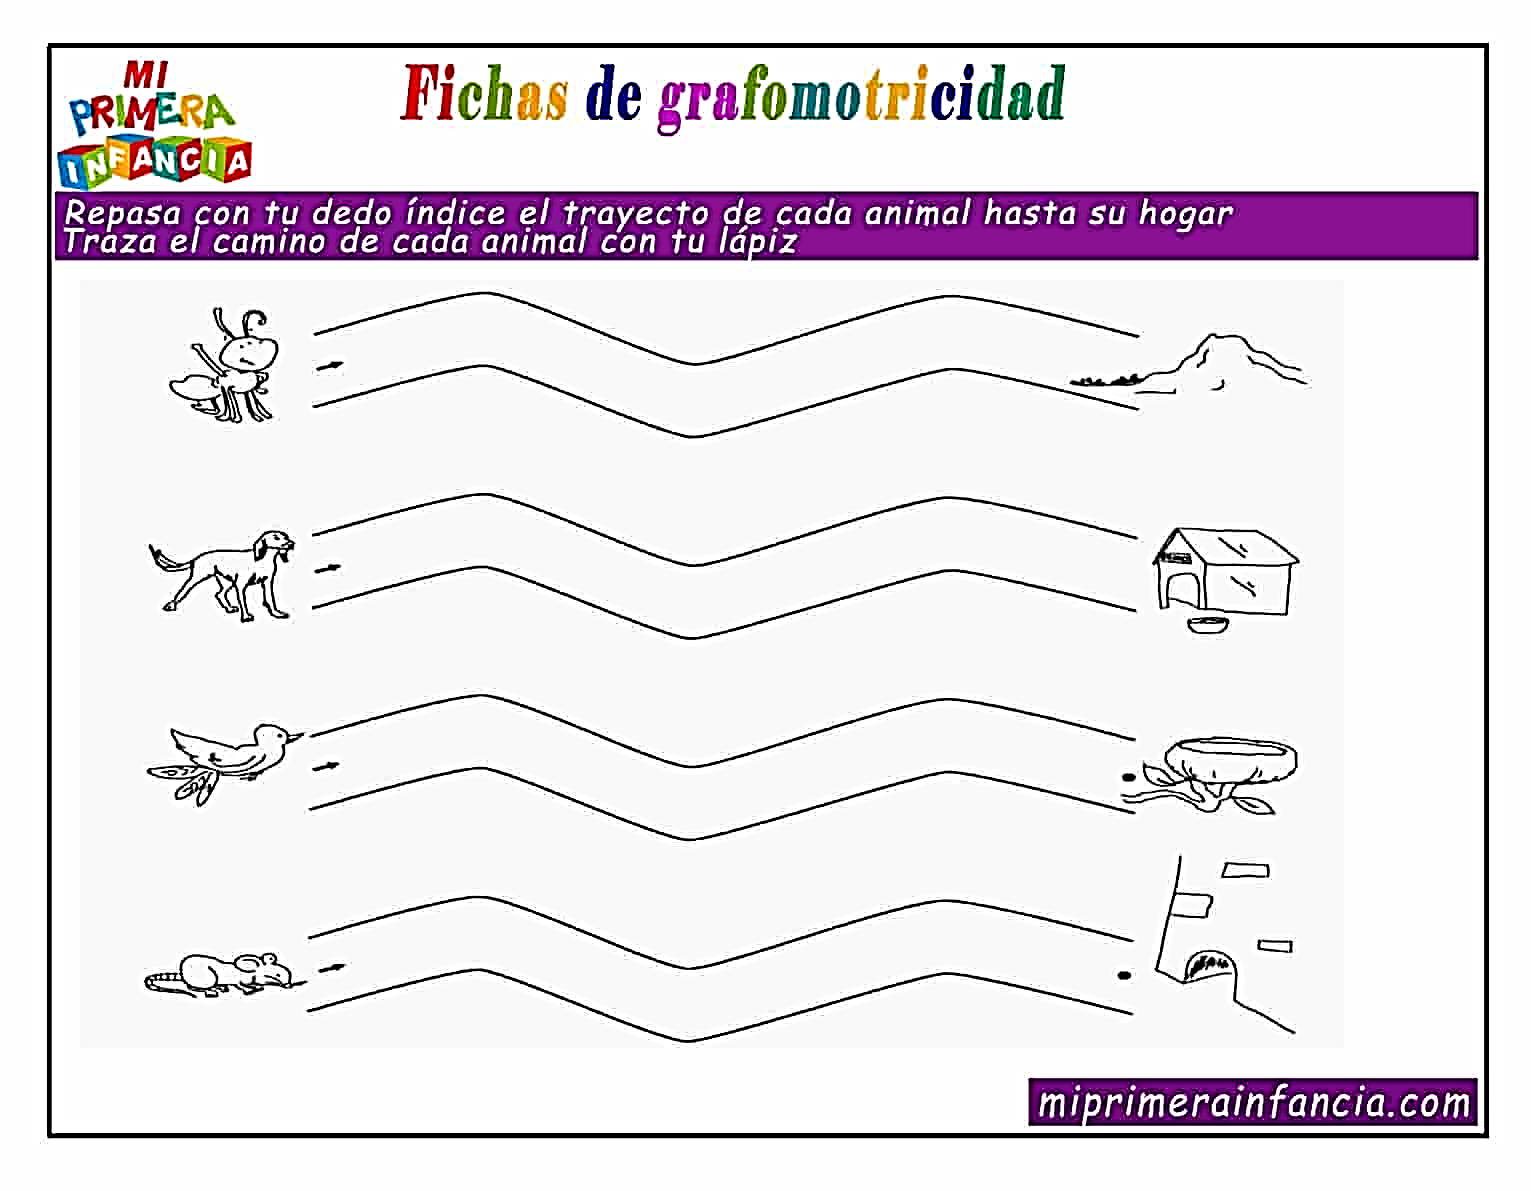 MI
PRIMERA
INFANCIA
Fichas de grafomotricidad
Repasa con tu dedo índice el trayecto de cada animal hasta su hogar
Traza el camino de cada animal con tu lápiz
miprimerainfancia.com